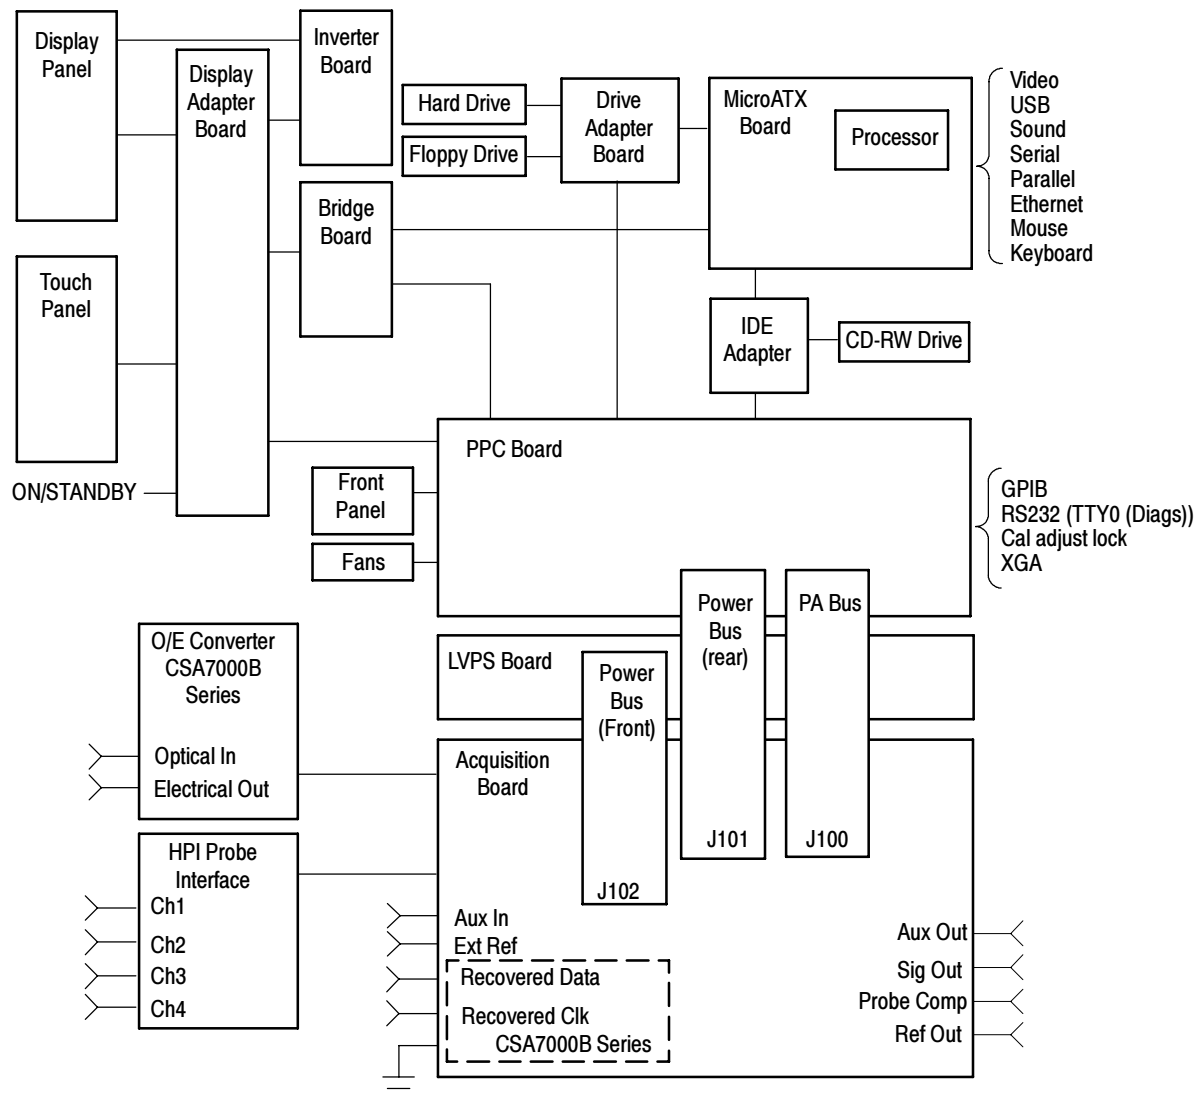 Display
Panel
Display
Adapter
Board
Inverter
Board
Hard Drive
Floppy Drive
Drive
Adapter
Board
MicroATX
Board
Processor
Video
USB
Sound
Serial
Parallel
Ethernet
Mouse
Keyboard
Bridge
Board
Touch
Panel
IDE
Adapter
CD-RW Drive
ON/STANDBY
PPC Board
Front
Panel
Fans
GPIB
RS232 (TTY0 (Diags))
Cal adjust lock
XGA
Power
Bus
(rear)
J101
PA Bus
J100
O/E Converter
CSA7000B
Series
Optical In
Electrical Out
LVPS Board
Power
Bus
(Front)
J102
Acquisition
Board
HPI Probe
Interface
Ch1
Ch2
Ch3
Ch4
Aux In
Ext Ref
Recovered Data
Recovered Clk
CSA7000B Series
Aux Out
Sig Out
Probe Comp
Ref Out